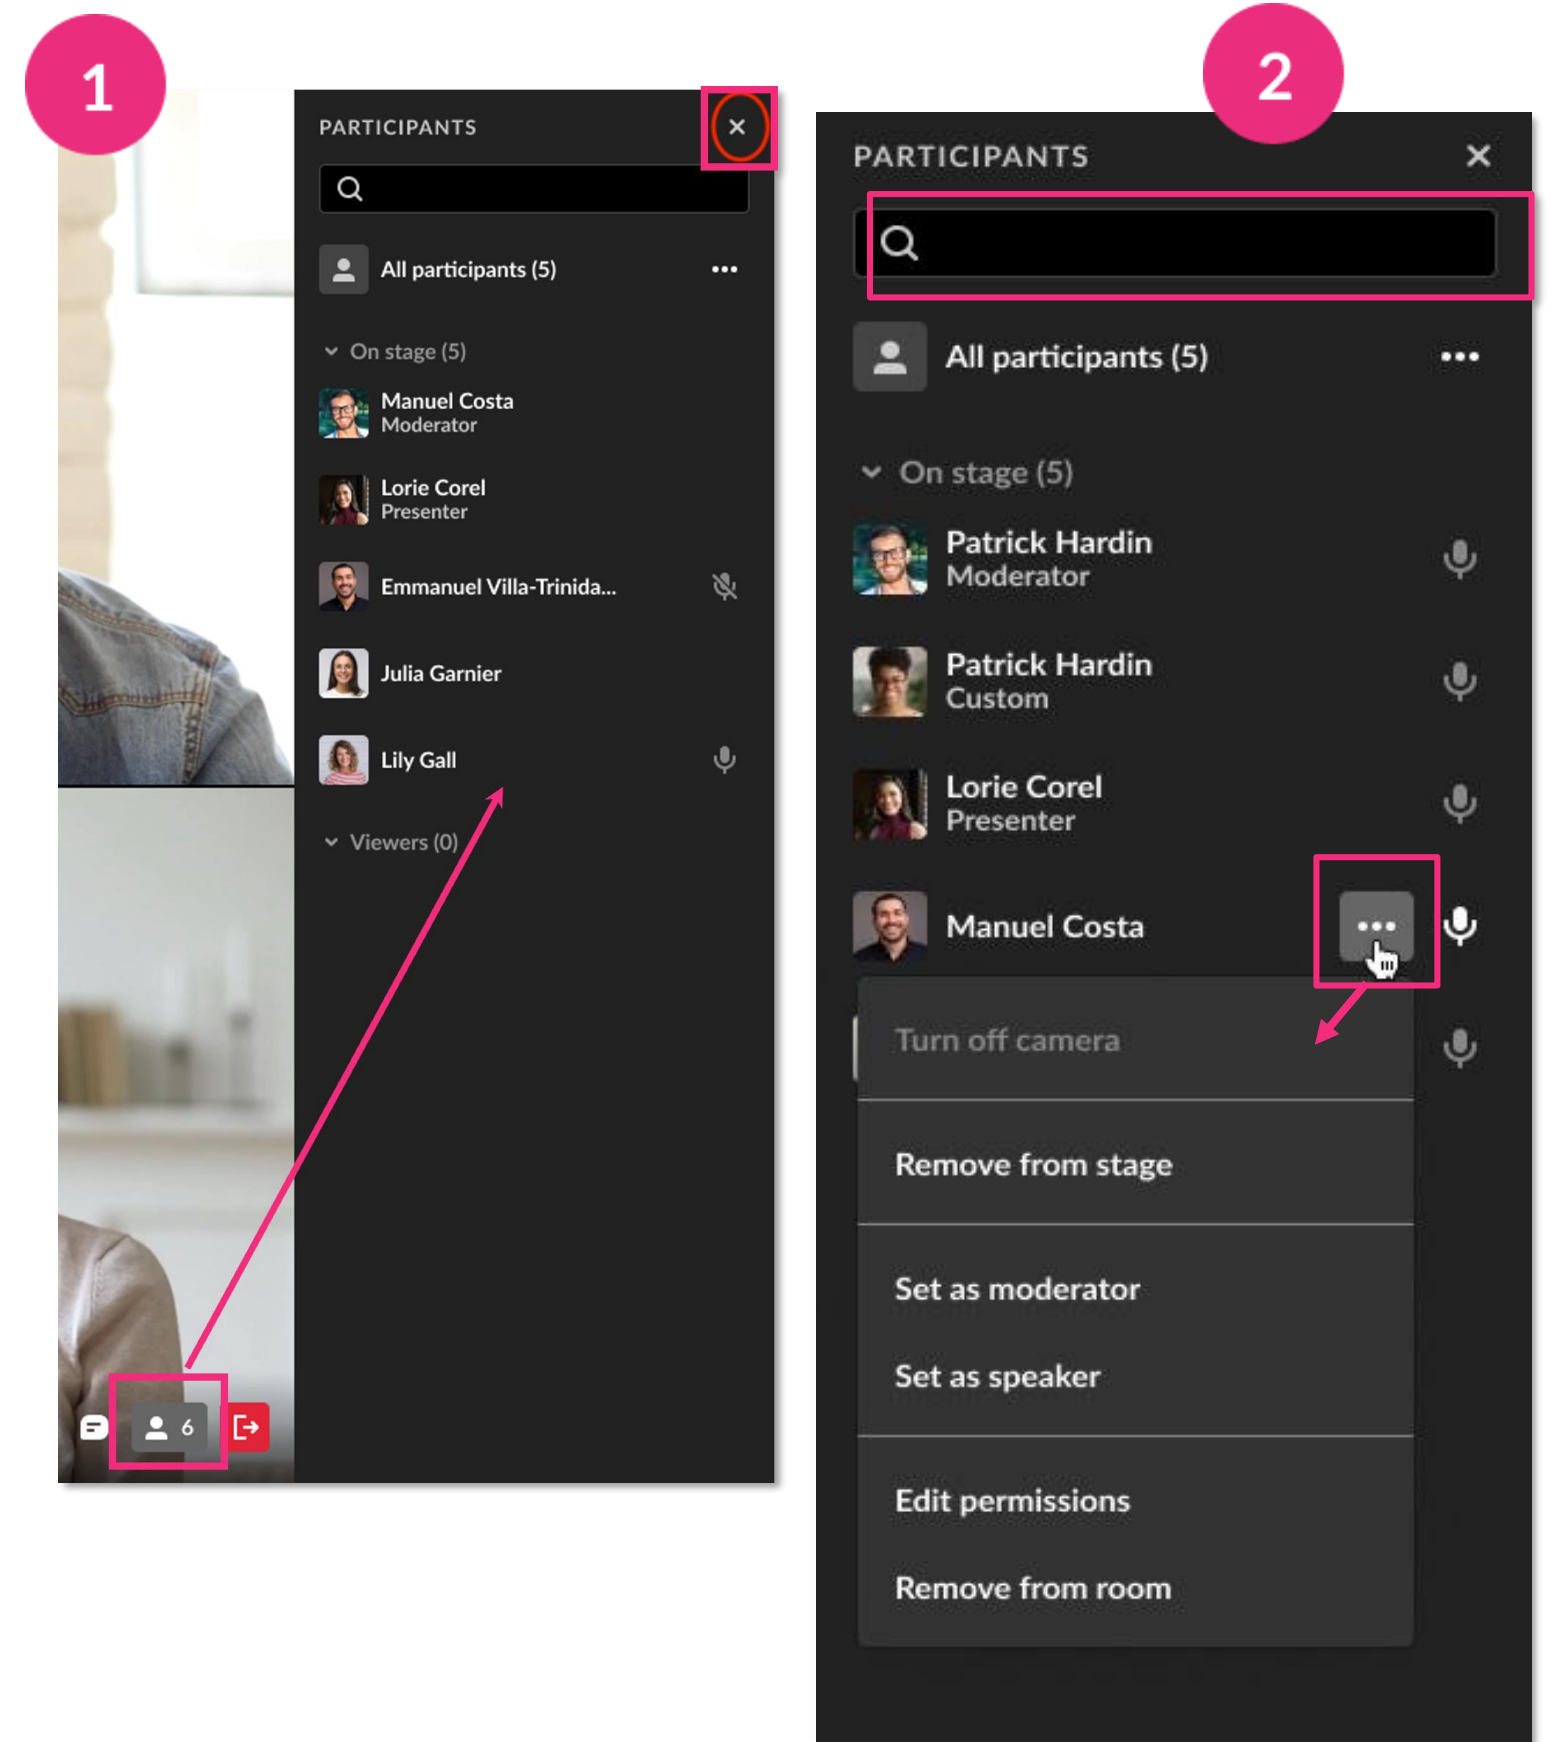 1
PARTICIPANTS
All participants (5)
On stage (5)
Manuel Costa
Moderator
Lorie Corel
Presenter
Emmanuel Villa-Trinida...
Julia Garnier
Lily Gall
Viewers (0)
6
2
PARTICIPANTS
All participants (5)
On stage (5)
Patrick Hardin
Moderator
Patrick Hardin
Custom
Lorie Corel
Presenter
Manuel Costa
Turn off camera
Remove from stage
Set as moderator
Set as speaker
Edit permissions
Remove from room